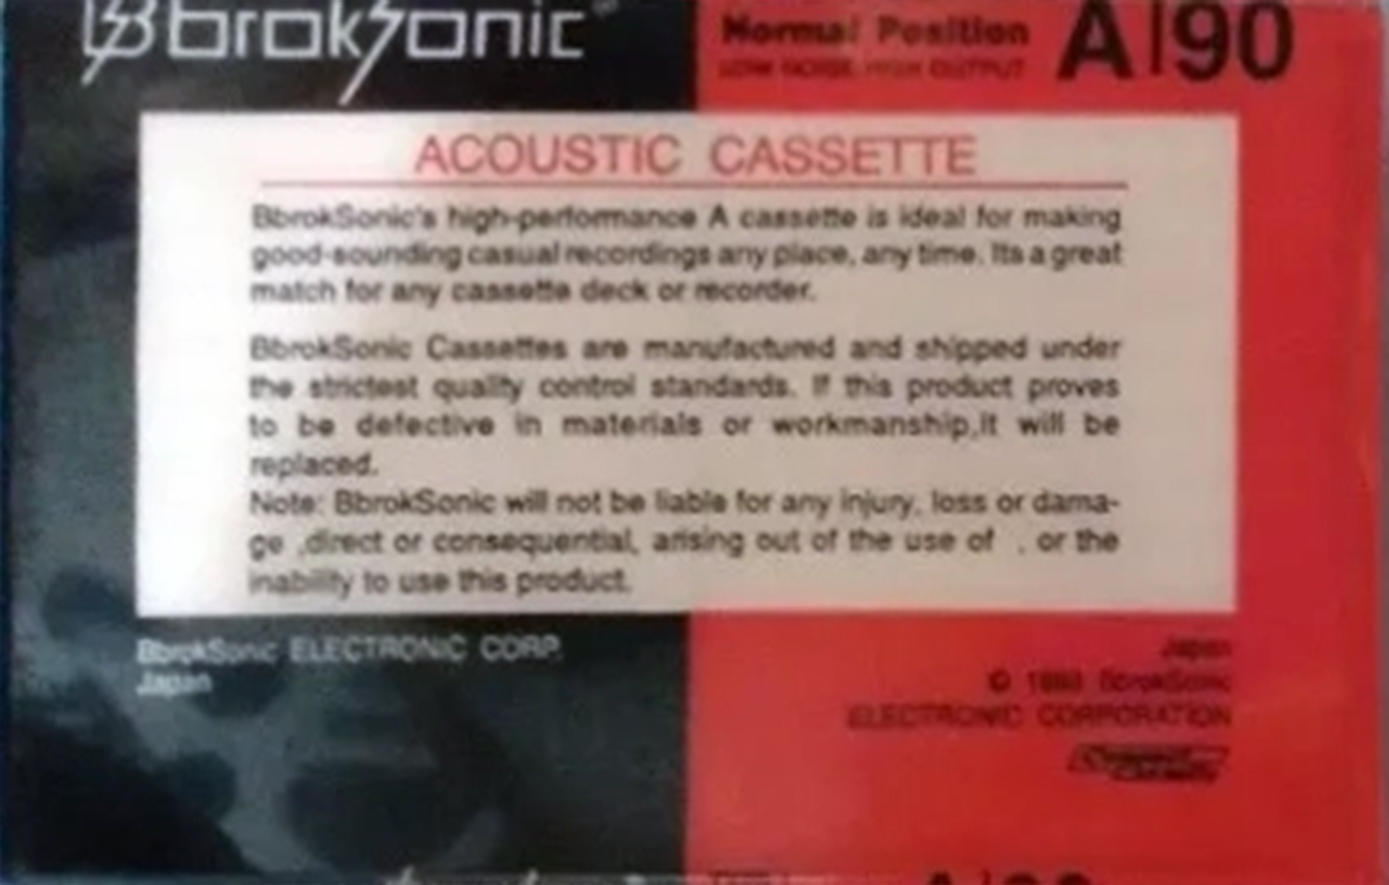 BbrokSonic
Normal Position A|90
LOW NOISE HIGH OUTPUT
ACOUSTIC CASSETTE
BbrokSonic's high-performance A cassette is ideal for making
good-sounding casual recordings any place, any time. Its a great
match for any cassette deck or recorder.
BbrokSonic Cassettes are manufactured and shipped under
the strictest quality control standards. If this product proves
to be defective in materials or workmanship,it will be
replaced.
Note: BbrokSonic will not be liable for any injury, loss or dama-
ge ,direct or consequential, arising out of the use of , or the
inability to use this product.
BbrokSonic ELECTRONIC CORP.
Japan
Japan
© BbrokSonic
ELECTRONIC CORPORATION
Compact
Cassette